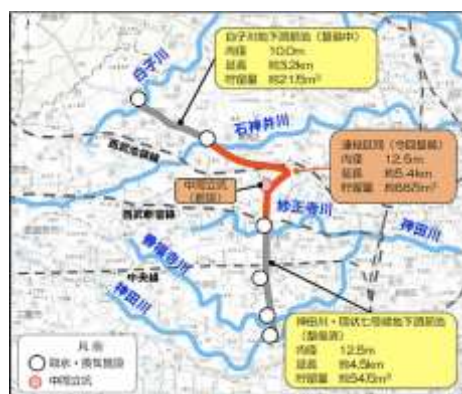 白子川地下調節池（整備中）
内径 10.0m
延長 約3.2km
貯留量 約21.5万m³
白子川
石神井川
西武池袋線
連結区間（今回整備）
内径 12.5m
延長 約5.4km
貯留量 約68万m³
中間立坑
（新設）
妙正寺川
西武新宿線
神田川
善福寺川
中央線
神田川
神田川・環状七号線地下調節池
（整備済）
内径 12.5m
延長 約4.5km
貯留量 約54万m³
凡例
取水・換気施設
中間立坑